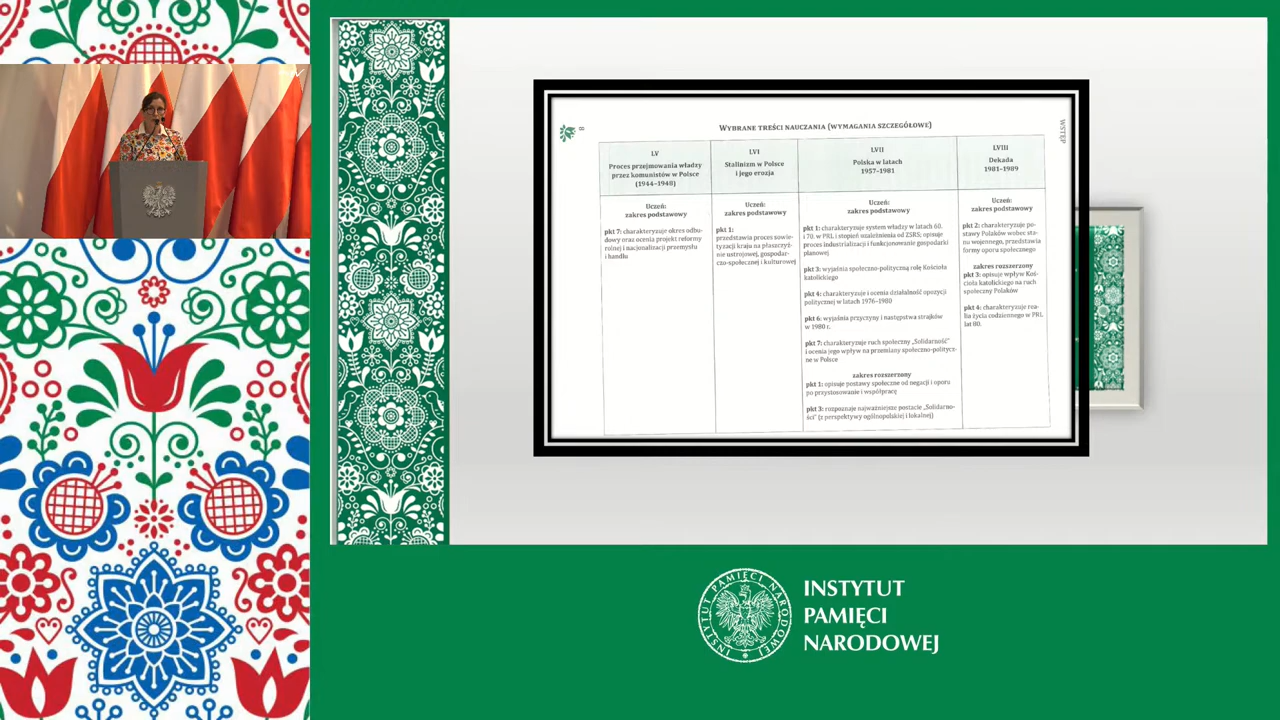 8
WYBRANE TREŚCI NAUCZANIA (WYMAGANIA SZCZEGÓŁOWE)
WSTĘP
LV
Proces przejmowania władzy
przez komunistów w Polsce
(1944–1948)
Uczeń:
zakres podstawowy
pkt 7: charakteryzuje okres odbu-
dowy oraz ocenia projekt reformy
rolnej i nacjonalizacji przemysłu
i handlu
LVI
Stalinizm w Polsce
i jego erozja
Uczeń:
zakres podstawowy
pkt 1:
przedstawia proces sowie-
tyzacji kraju na płaszczyź-
nie ustrojowej, gospodar-
czo-społecznej i kulturowej
LVII
Polska w latach
1957–1981
Uczeń:
zakres podstawowy
pkt 1: charakteryzuje system władzy w latach 60.
i 70. w PRL i stopień uzależnienia od ZSRS; opisuje
proces industrializacji i funkcjonowanie gospodarki
planowej
pkt 3: wyjaśnia społeczno-polityczną rolę Kościoła
katolickiego
pkt 4: charakteryzuje i ocenia działalność opozycji
politycznej w latach 1976–1980
pkt 6: wyjaśnia przyczyny i następstwa strajków
w 1980 r.
pkt 7: charakteryzuje ruch społeczny „Solidarność”
i ocenia jego wpływ na przemiany społeczno-politycz-
ne w Polsce
zakres rozszerzony
pkt 1: opisuje postawy społeczne od negacji i oporu
po przystosowanie i współpracę
pkt 3: rozpoznaje najważniejsze postacie „Solidarno-
ści” (z perspektywy ogólnopolskiej i lokalnej)
LVIII
Dekada
1981–1989
Uczeń:
zakres podstawowy
pkt 2: charakteryzuje po-
stawy Polaków wobec sta-
nu wojennego, przedstawia
formy oporu społecznego
zakres rozszerzony
pkt 3: opisuje wpływ Koś-
cioła katolickiego na ruch
społeczny Polaków
pkt 4: charakteryzuje rea-
lia życia codziennego w PRL
lat 80.
INSTYTUT PAMIĘCI NARODOWEJ
INSTYTUT
PAMIĘCI
NARODOWEJ